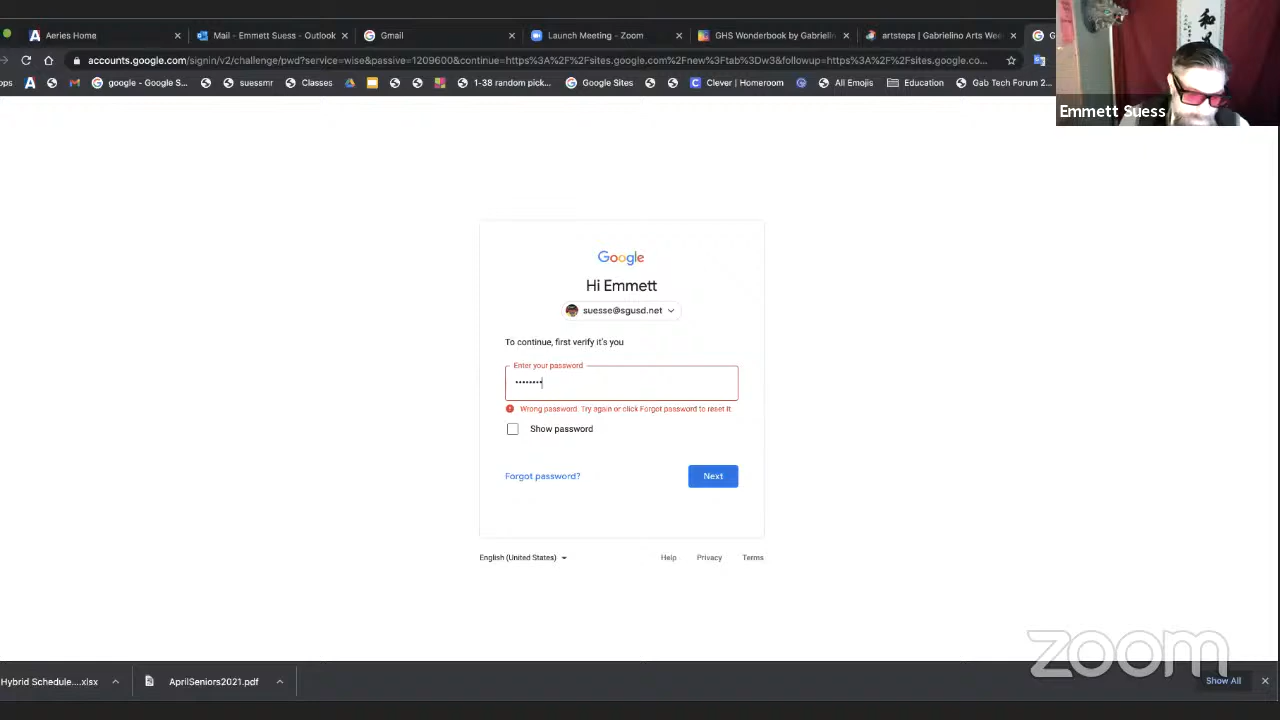 Aeries Home
Mail - Emmett Suess - Outlook
Gmail
Launch Meeting - Zoom
GHS Wonderbook by Gabrielin
artsteps | Gabrielino Arts Wee
accounts.google.com/signin/v2/challenge/pwd?service=wise&passive=1209600&continue=https%3A%2F%2Fsites.google.com%2Fnew%3Ftab%3Dw3&followup=https%3A%2F%2Fsites.google.co...
ops
google - Google S...
suessmr
Classes
1-38 random pick...
Google Sites
Clever | Homeroom
All Emojis
Education
Gab Tech Forum 2...
和
Emmett Suess
Google
Hi Emmett
suesse@sgusd.net
To continue, first verify it's you
Enter your password
••••••••
Wrong password. Try again or click Forgot password to reset it.
Show password
Forgot password?
Next
English (United States)
Help
Privacy
Terms
zoom
Hybrid Schedule....xlsx
AprilSeniors2021.pdf
Show All